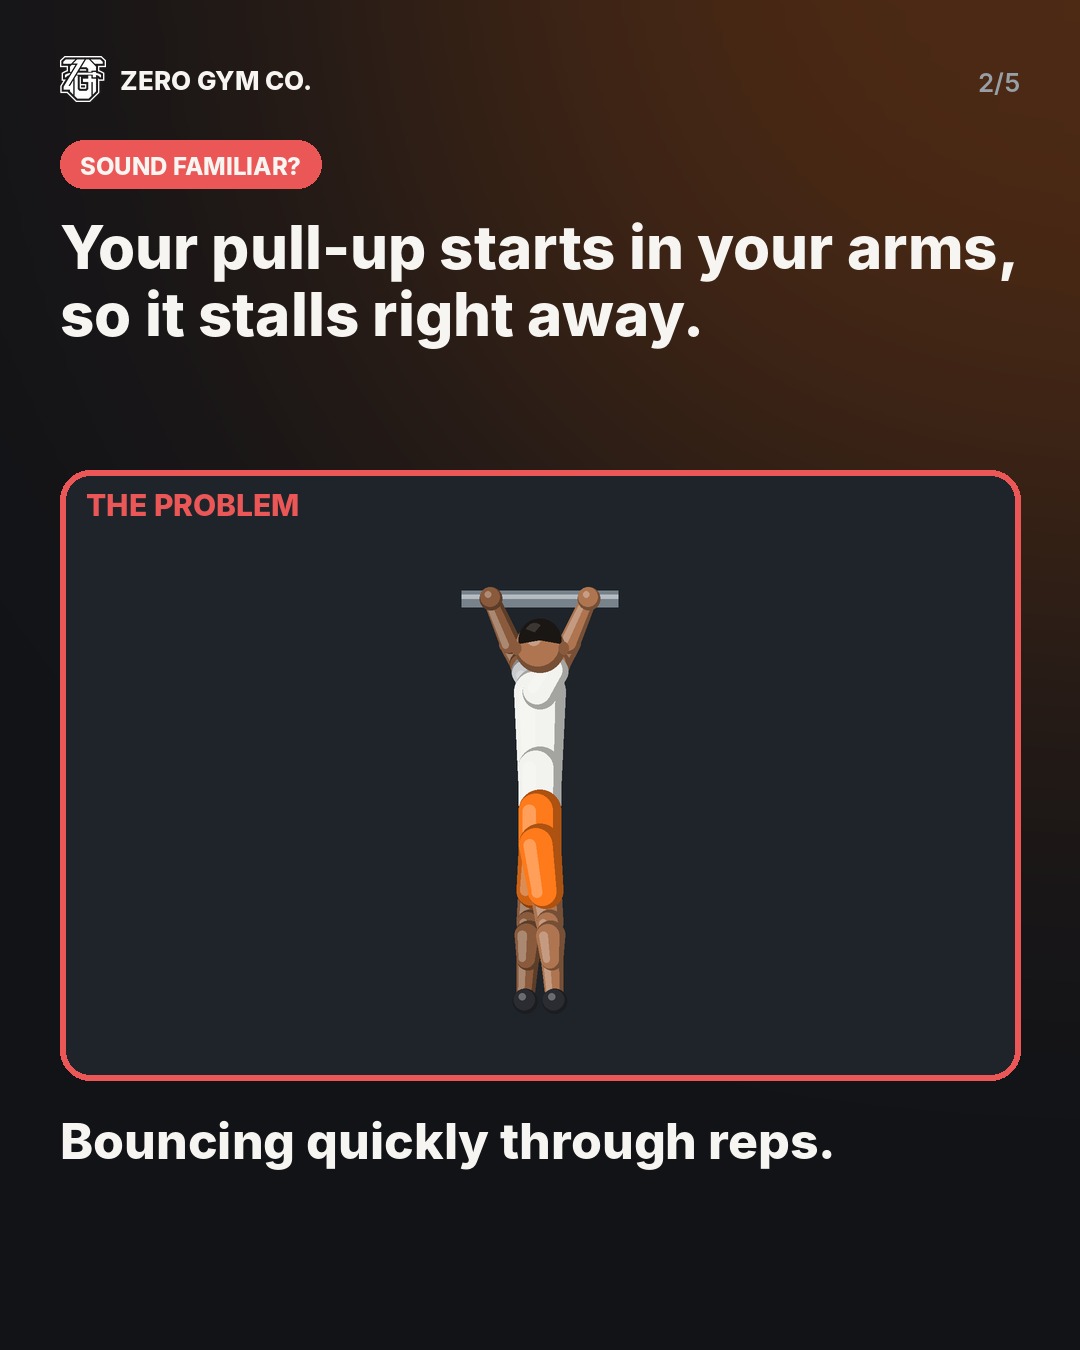 ZERO GYM CO.
2/5
SOUND FAMILIAR?
Your pull-up starts in your arms,
so it stalls right away.
THE PROBLEM
Bouncing quickly through reps.